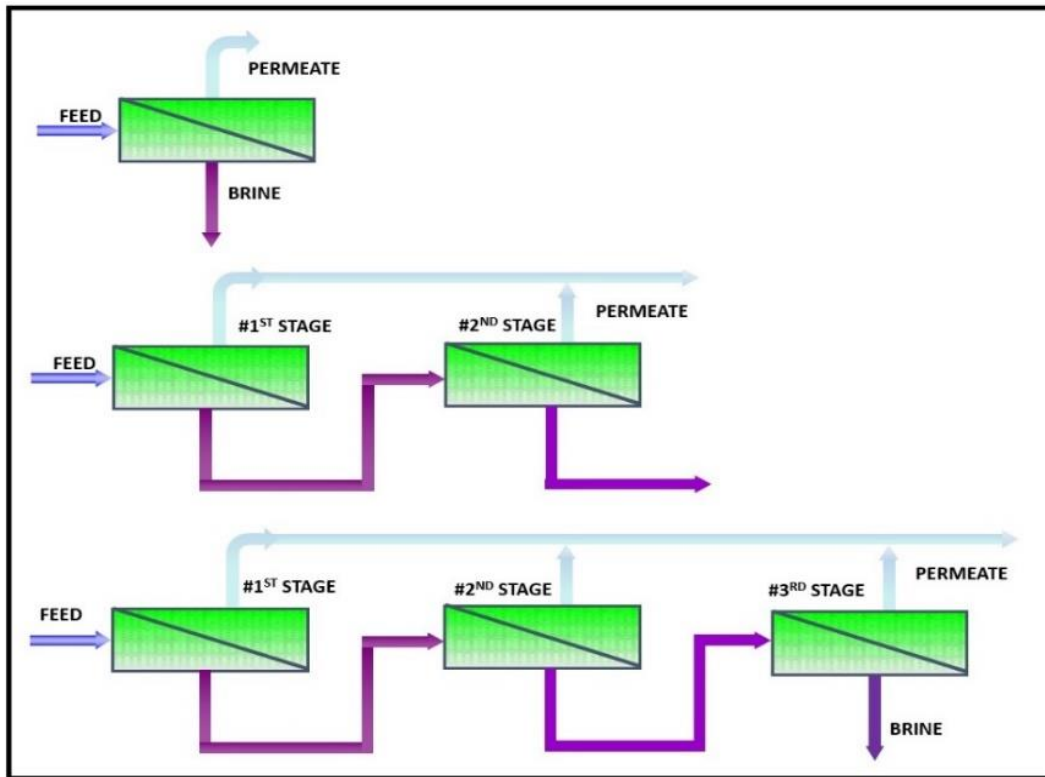 PERMEATE
FEED
BRINE
#1ST STAGE
#2ND STAGE
PERMEATE
FEED
#1ST STAGE
#2ND STAGE
#3RD STAGE
PERMEATE
FEED
BRINE